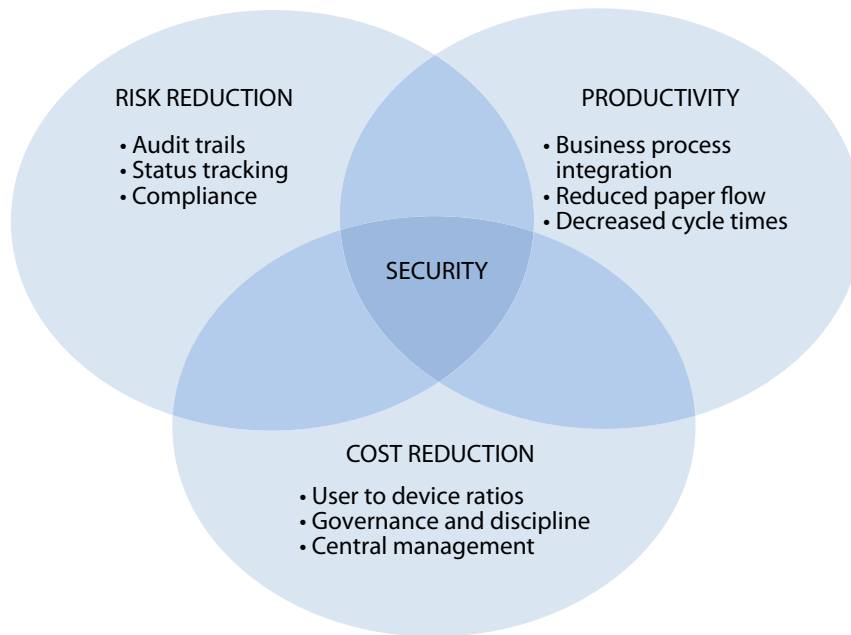 RISK REDUCTION
• Audit trails
• Status tracking
• Compliance
PRODUCTIVITY
• Business process
integration
• Reduced paper flow
• Decreased cycle times
SECURITY
COST REDUCTION
• User to device ratios
• Governance and discipline
• Central management